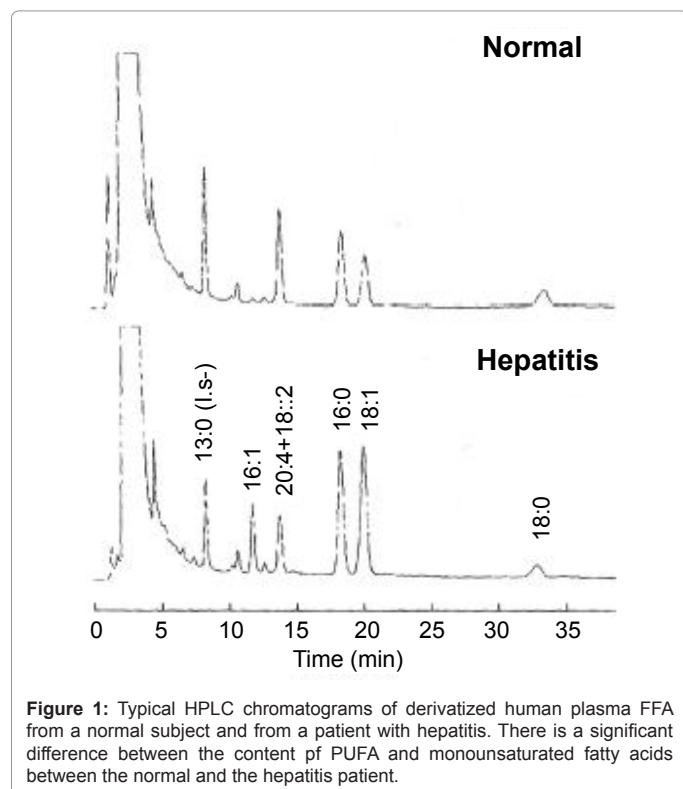 Normal
Hepatitis
13:0 (I.s-)
16:1
20:4+18::2
16:0
18:1
18:0
0 5 10 15 20 25 30 35
Time (min)
Figure 1: Typical HPLC chromatograms of derivatized human plasma FFA
from a normal subject and from a patient with hepatitis. There is a significant
difference between the content pf PUFA and monounsaturated fatty acids
between the normal and the hepatitis patient.